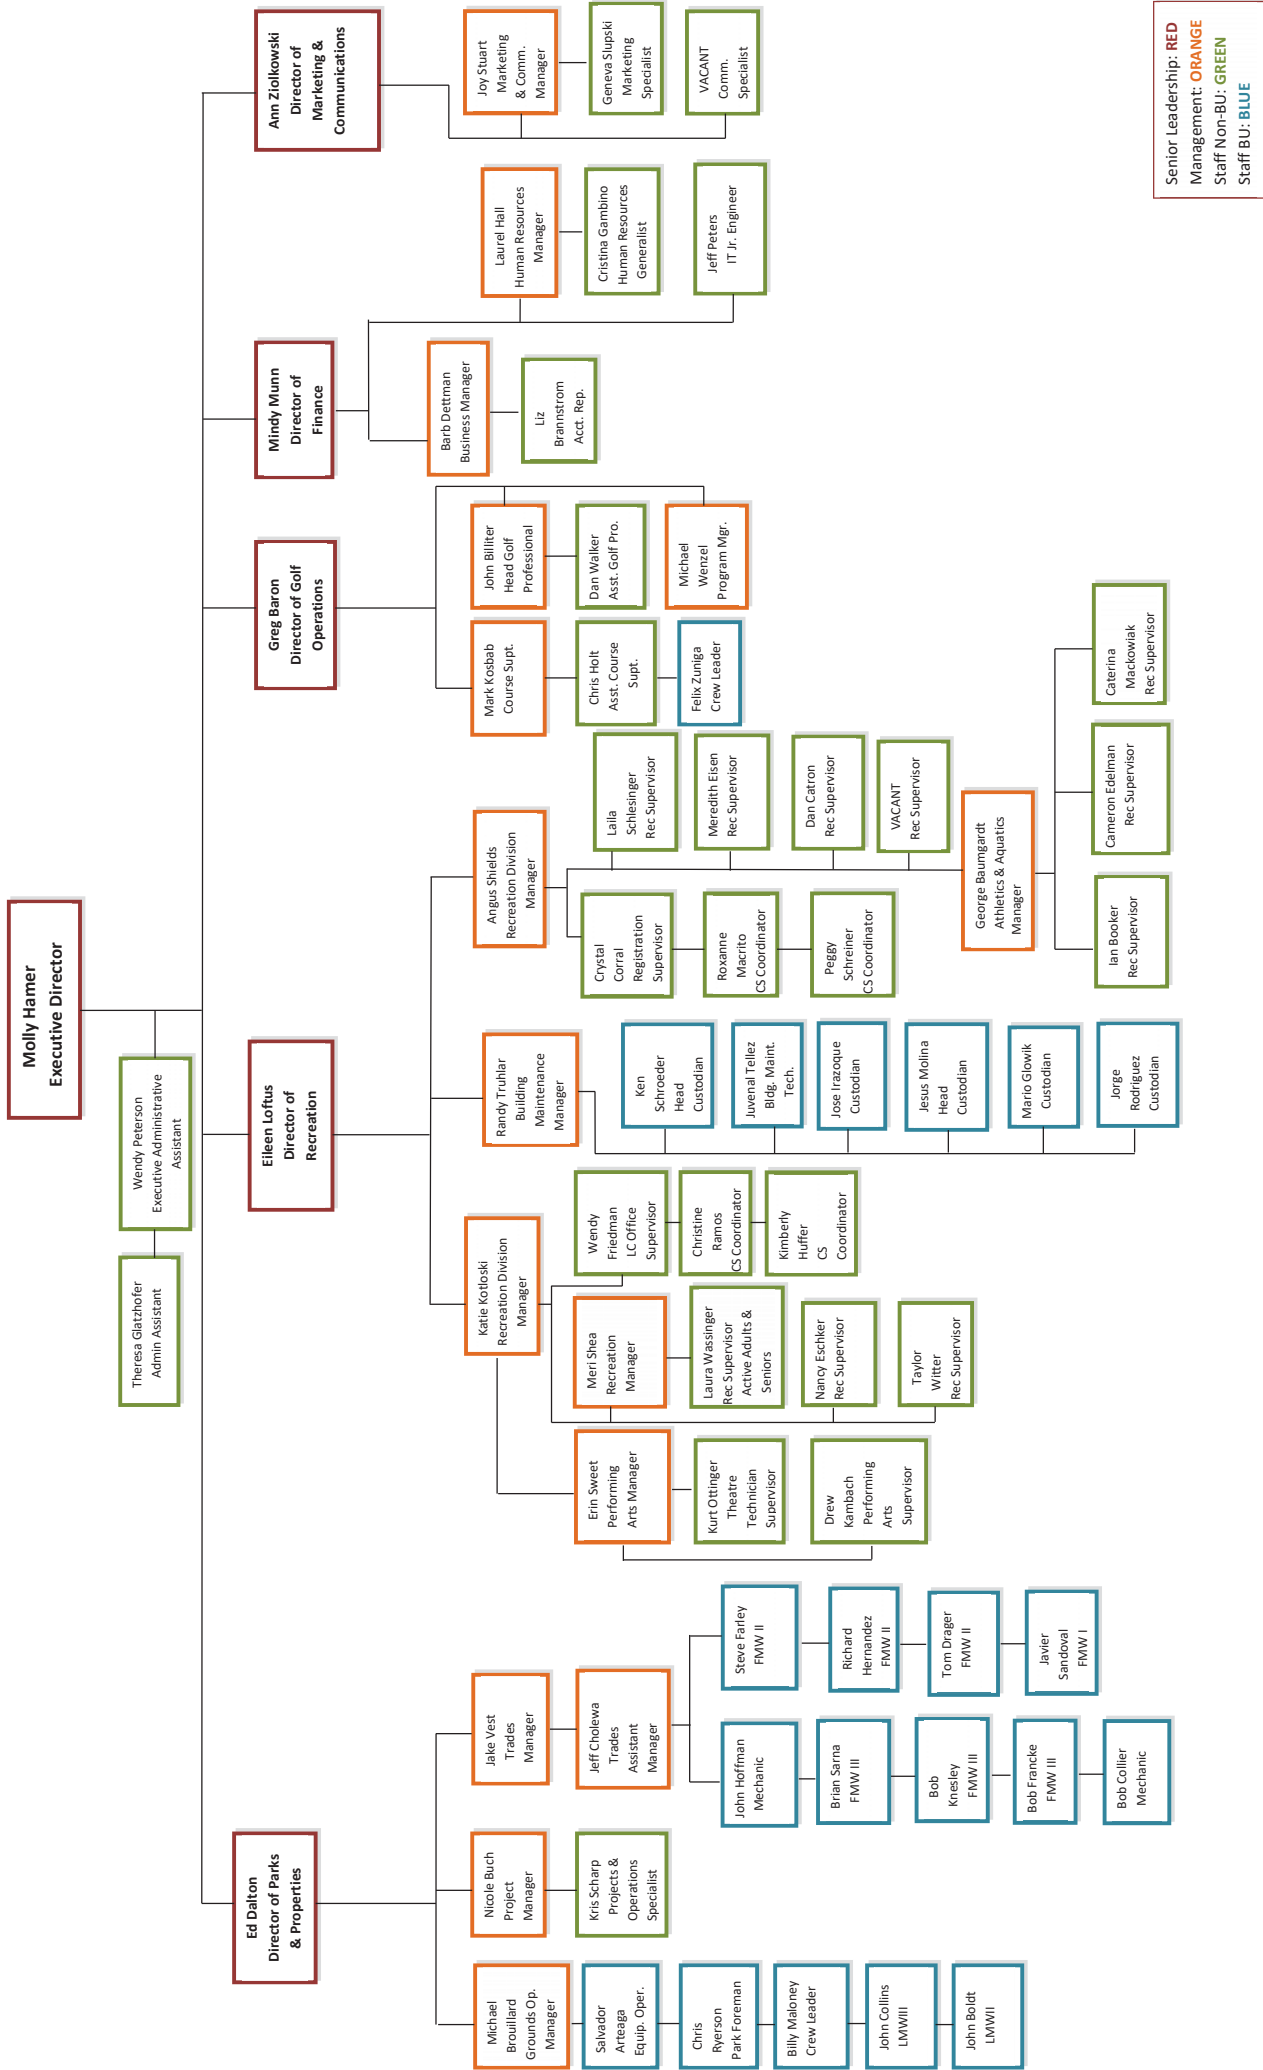 Molly Hamer
Executive Director
Theresa Glatzhofer
Admin Assistant
Wendy Peterson
Executive Administrative
Assistant
Ed Dalton
Director of Parks
& Properties
Eileen Loftus
Director of
Recreation
Greg Baron
Director of Golf
Operations
Mindy Munn
Director of
Finance
Ann Ziolkowski
Director of
Marketing &
Communications
Michael
Brouillard
Grounds Op.
Manager
Salvador
Arteaga
Equip. Oper.
Chris
Ryerson
Park Foreman
Billy Maloney
Crew Leader
John Collins
LMWIII
John Boldt
LMWII
Nicole Buch
Project
Manager
Kris Scharp
Projects &
Operations
Specialist
Jake Vest
Trades
Manager
Jeff Cholewa
Trades
Assistant
Manager
John Hoffman
Mechanic
Brian Sarna
FMW III
Bob
Knesley
FMW III
Bob Francke
FMW III
Bob Collier
Mechanic
Steve Farley
FMW II
Richard
Hernandez
FMW II
Tom Drager
FMW II
Javier
Sandoval
FMW I
Katie Kotloski
Recreation Division
Manager
Erin Sweet
Performing
Arts Manager
Kurt Ottinger
Theatre
Technician
Supervisor
Drew
Kambach
Performing
Arts
Supervisor
Meri Shea
Recreation
Manager
Laura Wassinger
Rec Supervisor
Active Adults &
Seniors
Nancy Eschker
Rec Supervisor
Taylor
Witter
Rec Supervisor
Wendy
Friedman
LC Office
Supervisor
Christine
Ramos
CS Coordinator
Kimberly
Huffer
CS
Coordinator
Randy Truhlar
Building
Maintenance
Manager
Ken
Schroeder
Head
Custodian
Juvenal Tellez
Bldg. Maint.
Tech.
Jose Irazoque
Custodian
Jesus Molina
Head
Custodian
Mario Glowik
Custodian
Jorge
Rodriguez
Custodian
Angus Shields
Recreation Division
Manager
Crystal
Corral
Registration
Supervisor
Roxanne
Macrito
CS Coordinator
Peggy
Schreiner
CS Coordinator
Laila
Schlesinger
Rec Supervisor
Meredith Eisen
Rec Supervisor
Dan Catron
Rec Supervisor
VACANT
Rec Supervisor
George Baumgardt
Athletics & Aquatics
Manager
Ian Booker
Rec Supervisor
Cameron Edelman
Rec Supervisor
Caterina
Mackowiak
Rec Supervisor
Mark Kosbab
Course Supt.
Chris Holt
Asst. Course
Supt.
Felix Zuniga
Crew Leader
John Billiter
Head Golf
Professional
Dan Walker
Asst. Golf Pro.
Michael
Wenzel
Program Mgr.
Barb Dettman
Business Manager
Liz
Brannstrom
Acct. Rep.
Laurel Hall
Human Resources
Manager
Cristina Gambino
Human Resources
Generalist
Jeff Peters
IT Jr. Engineer
Joy Stuart
Marketing
& Comm.
Manager
Geneva Slupski
Marketing
Specialist
VACANT
Comm.
Specialist
Senior Leadership: RED
Management: ORANGE
Staff Non-BU: GREEN
Staff BU: BLUE